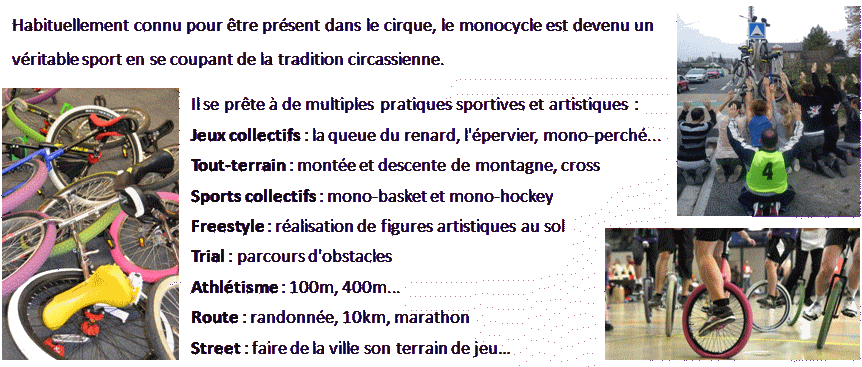 Habituellement connu pour être présent dans le cirque, le monocycle est devenu un
véritable sport en se coupant de la tradition circassienne.
Il se prête à de multiples pratiques sportives et artistiques :
Jeux collectifs : la queue du renard, l'épervier, mono-perché...
Tout-terrain : montée et descente de montagne, cross
Sports collectifs : mono-basket et mono-hockey
Freestyle : réalisation de figures artistiques au sol
Trial : parcours d'obstacles
Athlétisme : 100m, 400m...
Route : randonnée, 10km, marathon
Street : faire de la ville son terrain de jeu...
4